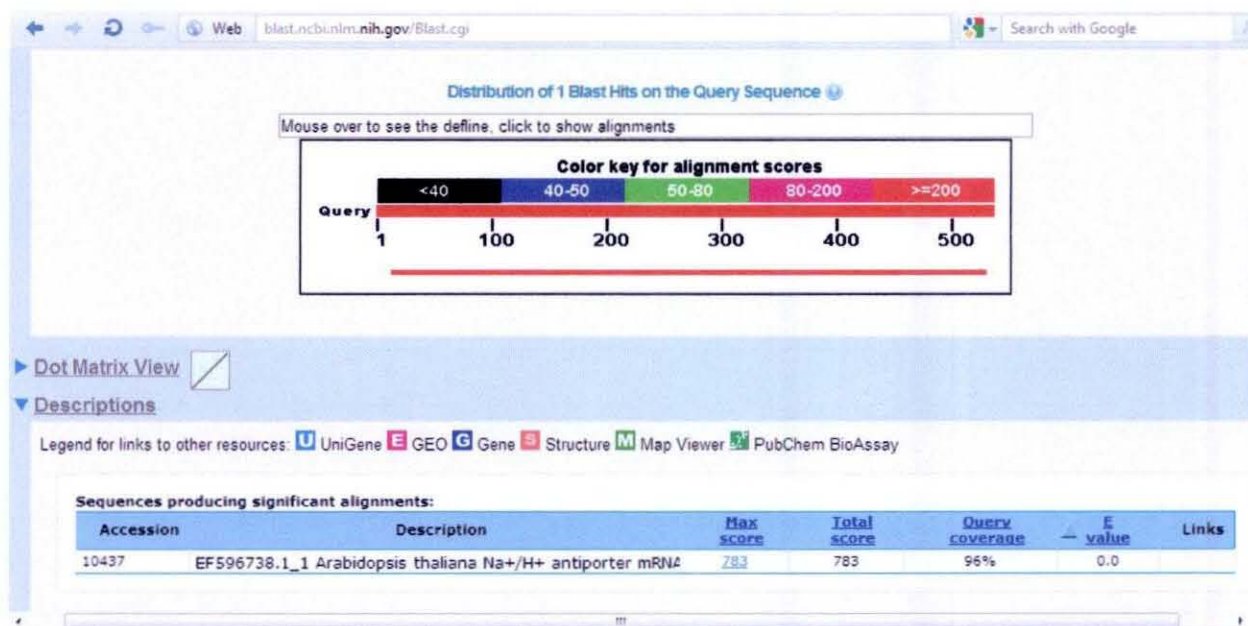 Web blast.ncbi.nlm.nih.gov/Blast.cgi Search with Google
Distribution of 1 Blast Hits on the Query Sequence
Mouse over to see the defline, click to show alignments
Color key for alignment scores
<40 40-50 50-80 80-200 >=200
Query
1 100 200 300 400 500
Dot Matrix View
Descriptions
Legend for links to other resources: U UniGene E GEO G Gene S Structure M Map Viewer PubChem BioAssay
Sequences producing significant alignments:
Accession Description Max score Total score Query coverage E value Links
10437 EF596738.1_1 Arabidopsis thaliana Na+/H+ antiporter mRNA 783 783 96% 0.0